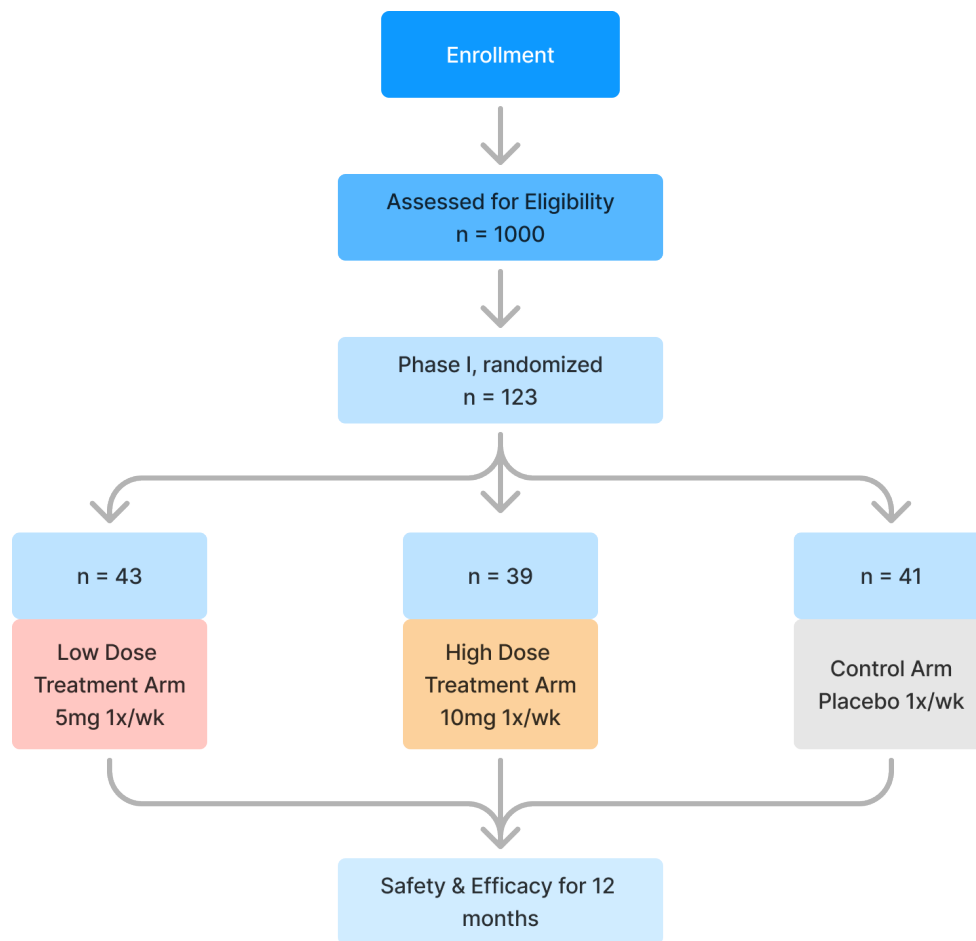 Enrollment
Assessed for Eligibility
n = 1000
Phase I, randomized
n = 123
n = 43
n = 39
n = 41
Low Dose
Treatment Arm
5mg 1x/wk
High Dose
Treatment Arm
10mg 1x/wk
Control Arm
Placebo 1x/wk
Safety & Efficacy for 12
months